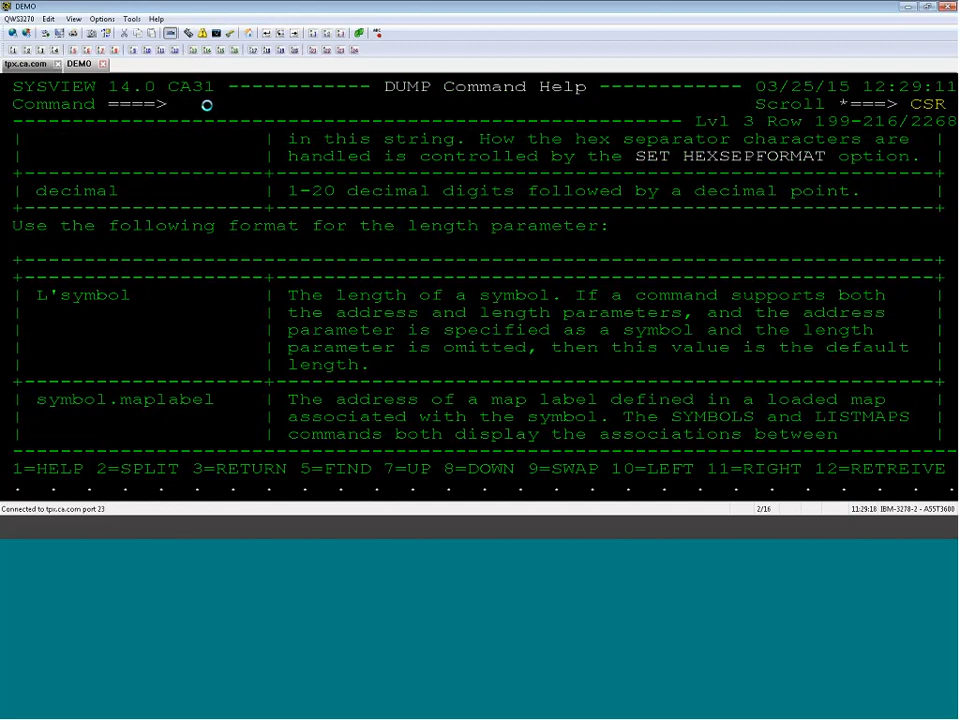 DEMO
QWS3270 Edit View Options Tools Help
tpx.ca.com DEMO
SYSVIEW 14.0 CA31 ------------ DUMP Command Help ------------ 03/25/15 12:29:11
Command ====> Scroll *===> CSR
-------------------------------------------------------- Lvl 3 Row 199-216/2268
| | in this string. How the hex separator characters are |
| | handled is controlled by the SET HEXSEPFORMAT option. |
+---------------------+-------------------------------------------------------+
| decimal | 1-20 decimal digits followed by a decimal point. |
+---------------------+-------------------------------------------------------+
Use the following format for the length parameter:
+-----------------------------------------------------------------------------+
+---------------------+-------------------------------------------------------+
| L'symbol | The length of a symbol. If a command supports both |
| | the address and length parameters, and the address |
| | parameter is specified as a symbol and the length |
| | parameter is omitted, then this value is the default |
| | length. |
+---------------------+-------------------------------------------------------+
| symbol.maplabel | The address of a map label defined in a loaded map |
| | associated with the symbol. The SYMBOLS and LISTMAPS |
| | commands both display the associations between |
-------------------------------------------------------------------------------
1=HELP 2=SPLIT 3=RETURN 5=FIND 7=UP 8=DOWN 9=SWAP 10=LEFT 11=RIGHT 12=RETREIVE
Connected to tpx.ca.com port 23 2/16 11:29:18 IBM-3278-2 - A55T3600